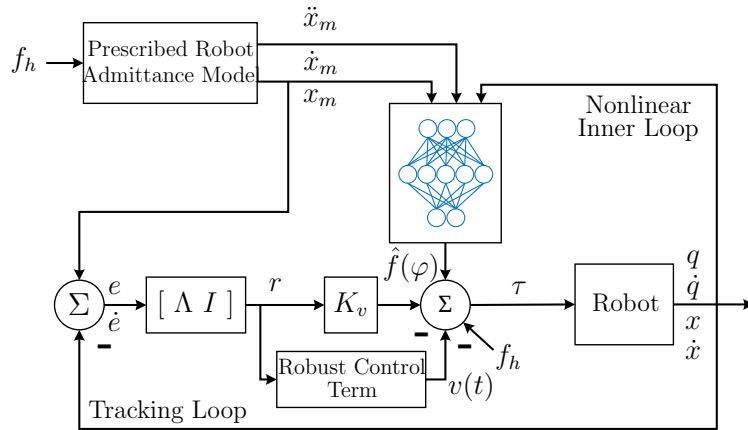 ẍ_m
Prescribed Robot
Admittance Model
f_h
ẋ_m
x_m
Nonlinear
Inner Loop
f̂(φ)
e
ė
Σ
[ Λ I ]
r
K_v
Σ
τ
Robot
q
q̇
x
ẋ
f_h
Robust Control
Term
v(t)
Tracking Loop